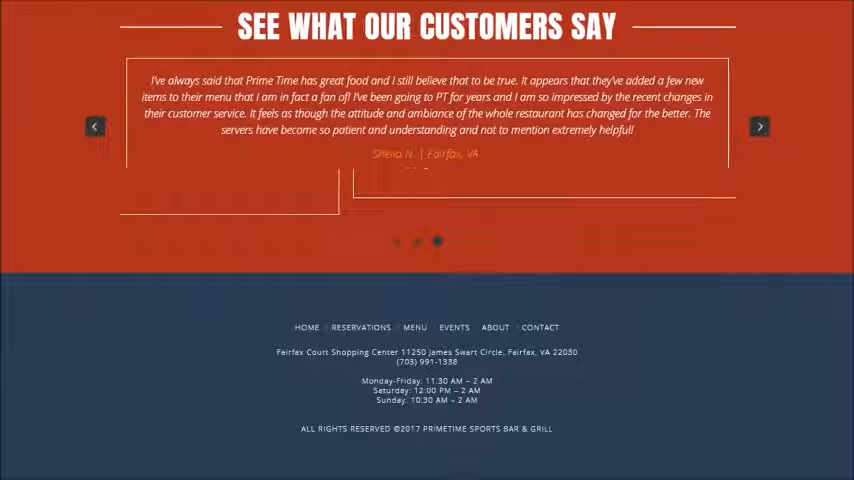 SEE WHAT OUR CUSTOMERS SAY
I've always said that Prime Time has great food and I still believe that to be true. It appears that they've added a few new
items to their menu that I am in fact a fan of! I've been going to PT for years and I am so impressed by the recent changes in
their customer service. It feels as though the attitude and ambiance of the whole restaurant has changed for the better. The
servers have become so patient and understanding and not to mention extremely helpful!
Shena N. | Fairfax, VA
HOME RESERVATIONS MENU EVENTS ABOUT CONTACT
Fairfax Court Shopping Center 11250 James Swart Circle, Fairfax, VA 22030
(703) 991-1338
Monday-Friday: 11:30 AM – 2 AM
Saturday: 12:00 PM – 2 AM
Sunday: 10:30 AM – 2 AM
ALL RIGHTS RESERVED ©2017 PRIMETIME SPORTS BAR & GRILL